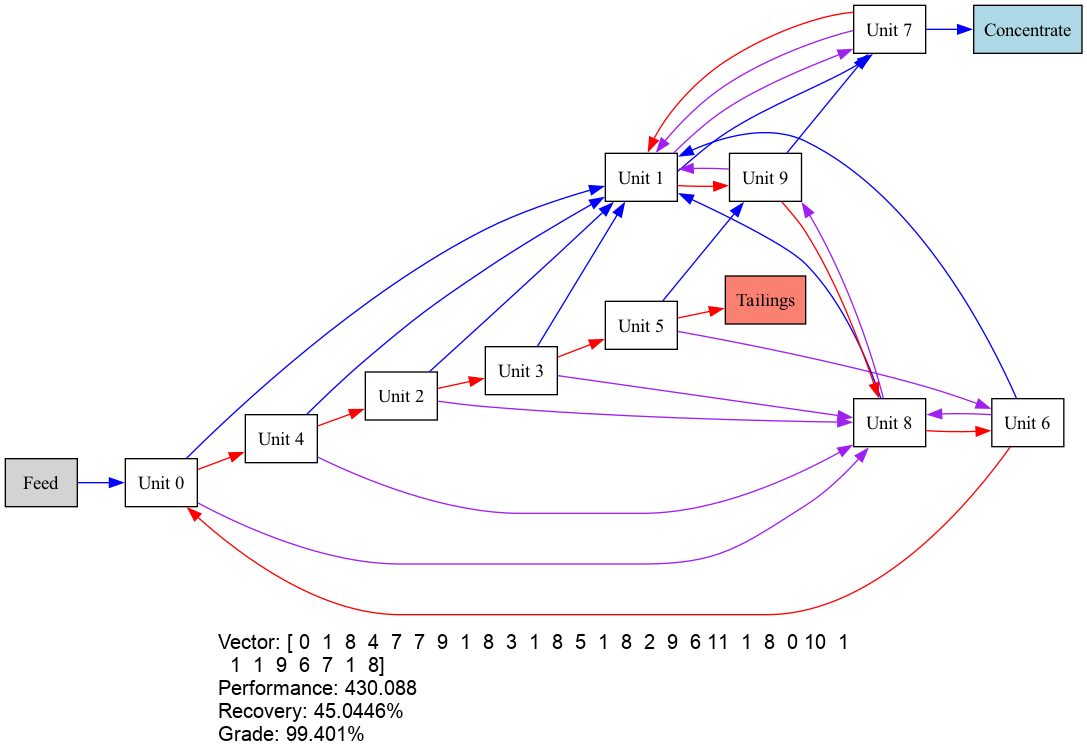 Unit 7
Concentrate
Unit 1
Unit 9
Tailings
Unit 5
Unit 3
Unit 2
Unit 8
Unit 6
Unit 4
Feed
Unit 0
Vector: [ 0 1 8 4 7 7 9 1 8 3 1 8 5 1 8 2 9 6 11 1 8 0 10 1
1 1 9 6 7 1 8]
Performance: 430.088
Recovery: 45.0446%
Grade: 99.401%